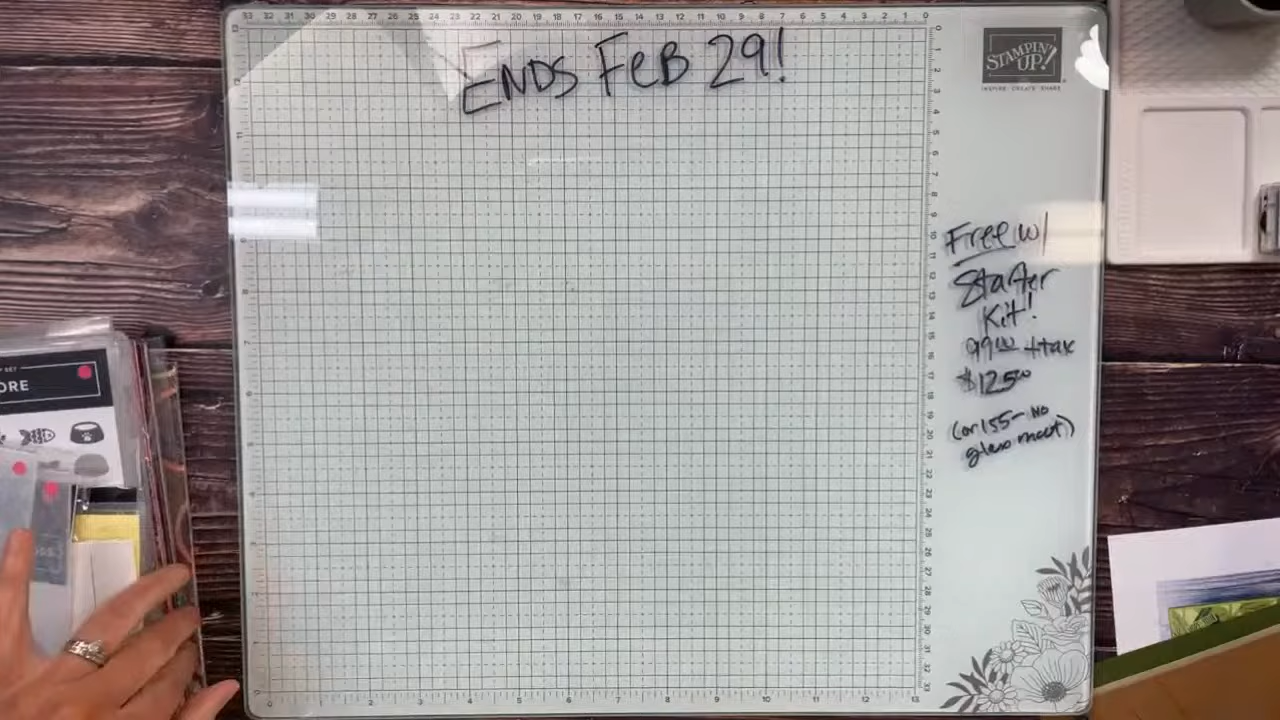 ENDS FEB 29!
STAMPIN' UP!
INSPIRE · CREATE · SHARE
Free w/
Starter
Kit!
99.00 +tax
$125.00
(or 155- no
glass mat)
ORE